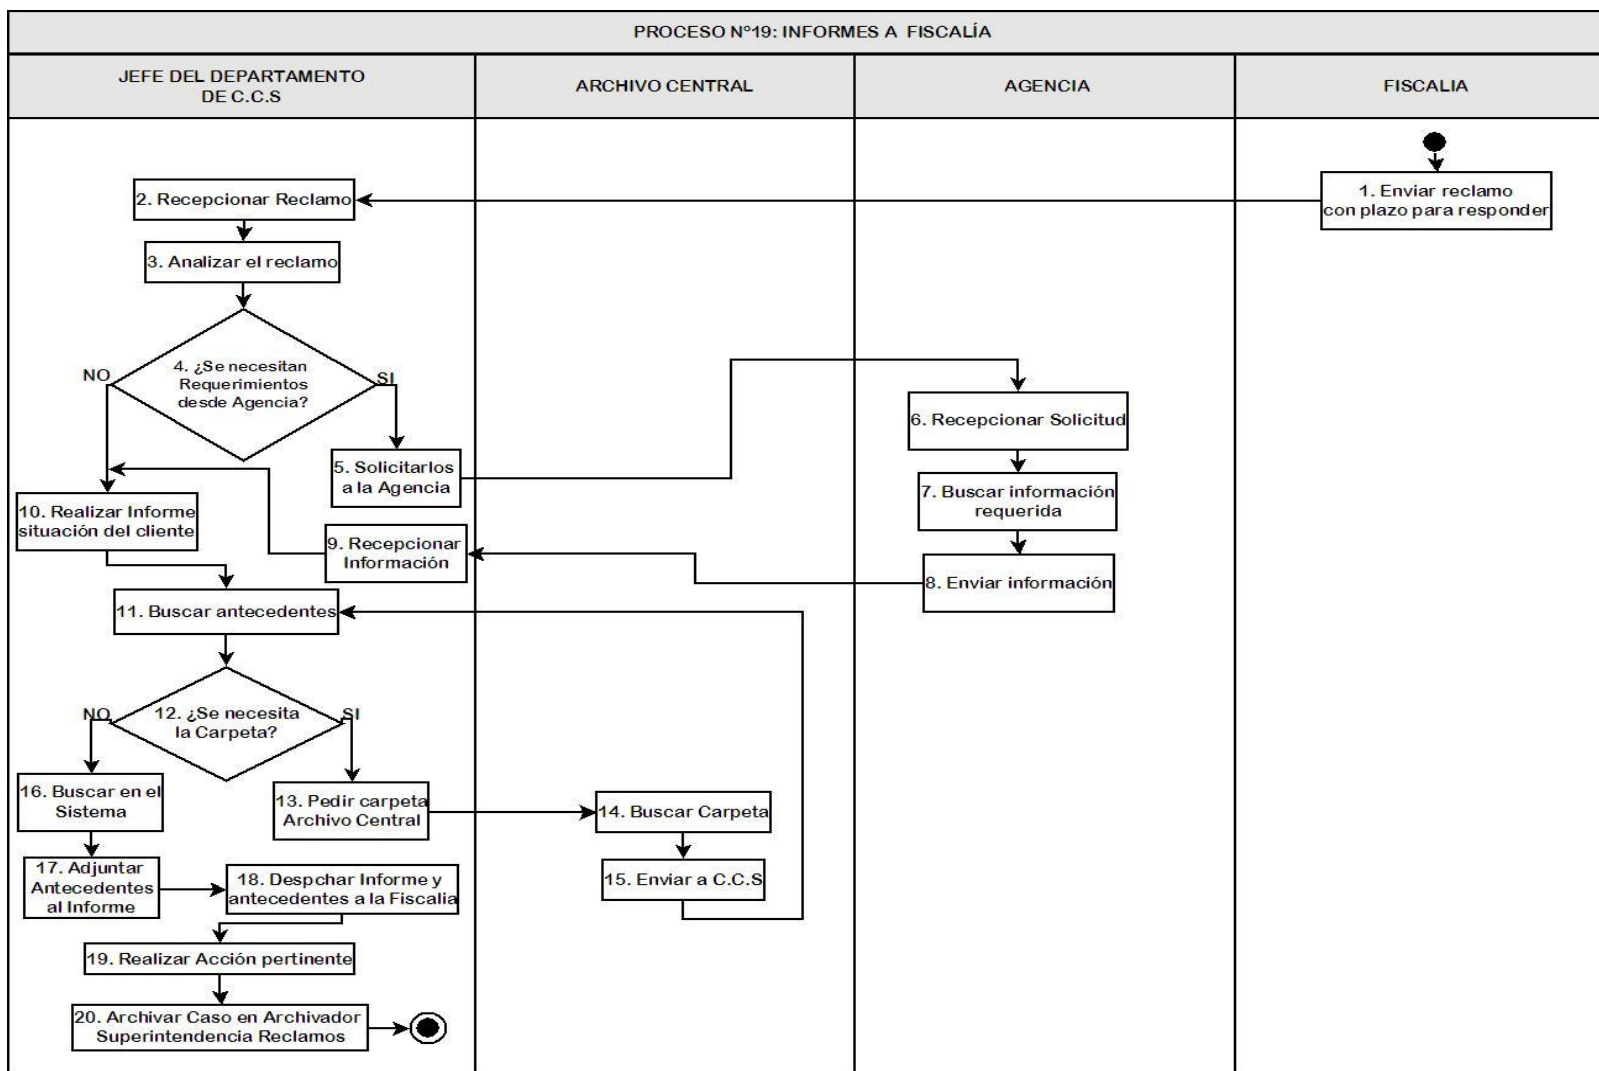 PROCESO Nº19: INFORMES A FISCALÍA
JEFE DEL DEPARTAMENTO
DE C.C.S
ARCHIVO CENTRAL
AGENCIA
FISCALIA
1. Enviar reclamo
con plazo para responder
2. Recepcionar Reclamo
3. Analizar el reclamo
4. ¿Se necesitan
Requerimientos
desde Agencia?
NO
SI
5. Solicitarlos
a la Agencia
6. Recepcionar Solicitud
7. Buscar información
requerida
8. Enviar información
9. Recepcionar
Información
10. Realizar Informe
situación del cliente
11. Buscar antecedentes
12. ¿Se necesita
la Carpeta?
NO
SI
13. Pedir carpeta
Archivo Central
14. Buscar Carpeta
15. Enviar a C.C.S
16. Buscar en el
Sistema
17. Adjuntar
Antecedentes
al Informe
18. Despchar Informe y
antecedentes a la Fiscalia
19. Realizar Acción pertinente
20. Archivar Caso en Archivador
Superintendencia Reclamos